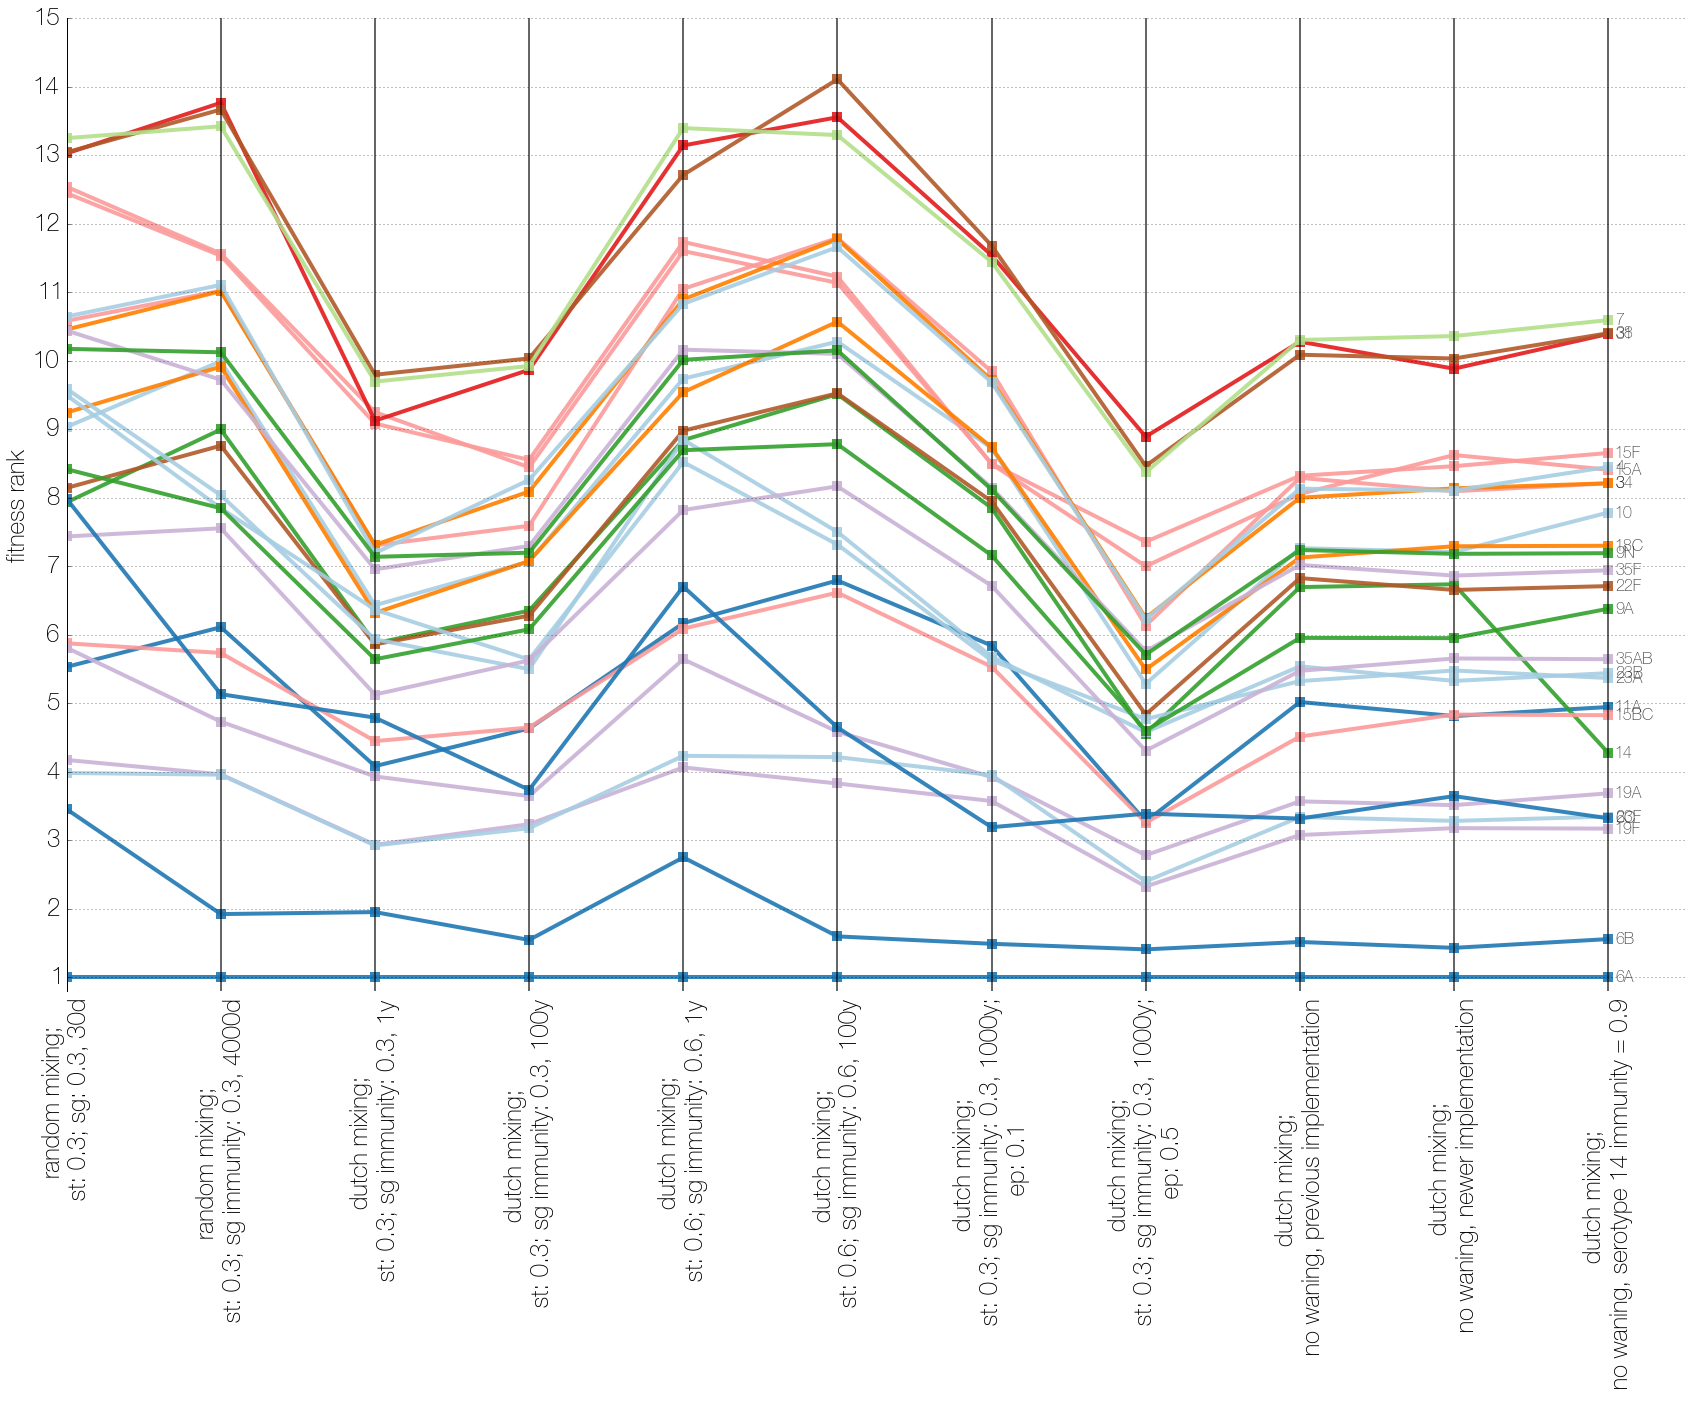 fitness rank
15
14
13
12
11
10
9
8
7
6
5
4
3
2
1
random mixing;
st: 0.3; sg: 0.3, 30d
random mixing;
st: 0.3; sg immunity: 0.3, 4000d
dutch mixing;
st: 0.3; sg immunity: 0.3, 1y
dutch mixing;
st: 0.3; sg immunity: 0.3, 100y
dutch mixing;
st: 0.6; sg immunity: 0.6, 1y
dutch mixing;
st: 0.6; sg immunity: 0.6, 100y
dutch mixing;
st: 0.3; sg immunity: 0.3, 1000y;
ep: 0.1
dutch mixing;
st: 0.3; sg immunity: 0.3, 1000y;
ep: 0.5
dutch mixing;
no waning, previous implementation
dutch mixing;
no waning, newer implementation
dutch mixing;
no waning, serotype 14 immunity = 0.9
7
15F
4
15A
34
10
18C
9N
35F
22F
9A
35AB
23B
23A
11A
15BC
14
19A
19F
6B
6A